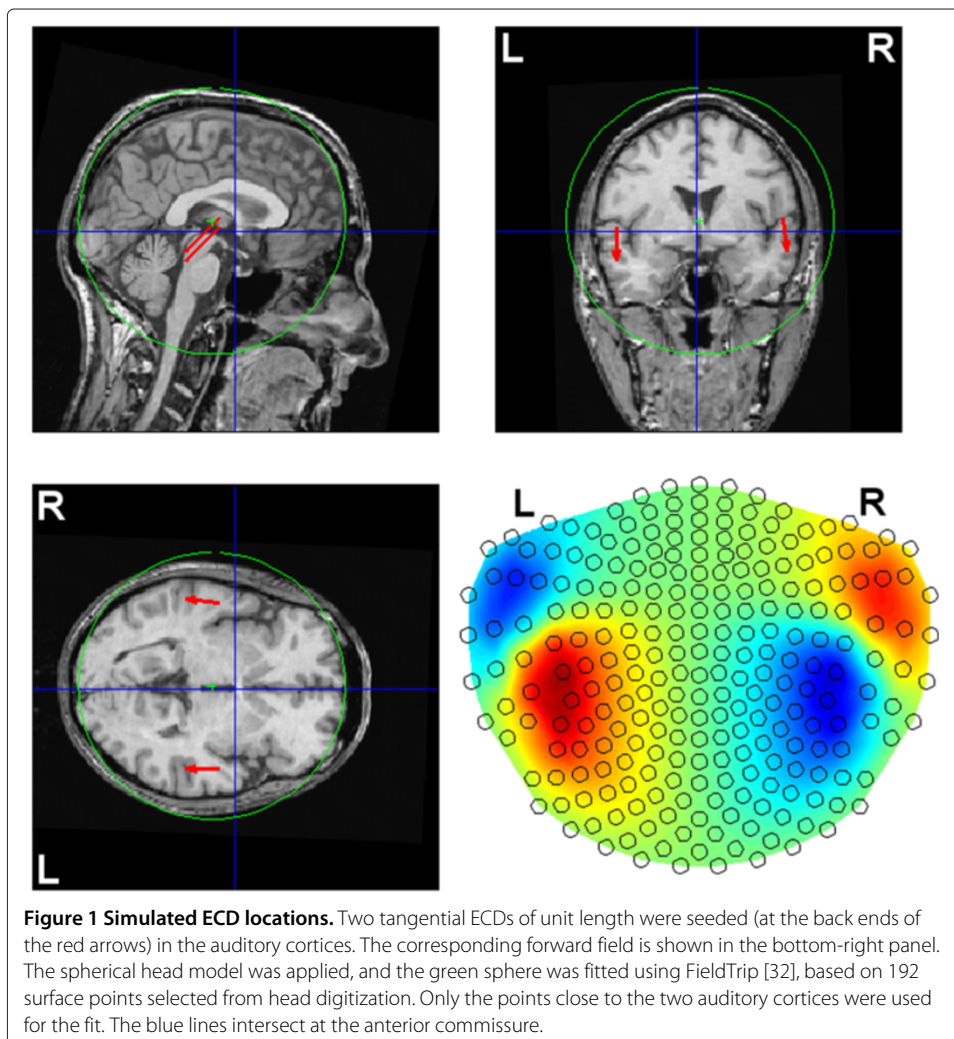 L R
R
L
L R
Figure 1 Simulated ECD locations. Two tangential ECDs of unit length were seeded (at the back ends of
the red arrows) in the auditory cortices. The corresponding forward field is shown in the bottom-right panel.
The spherical head model was applied, and the green sphere was fitted using FieldTrip [32], based on 192
surface points selected from head digitization. Only the points close to the two auditory cortices were used
for the fit. The blue lines intersect at the anterior commissure.